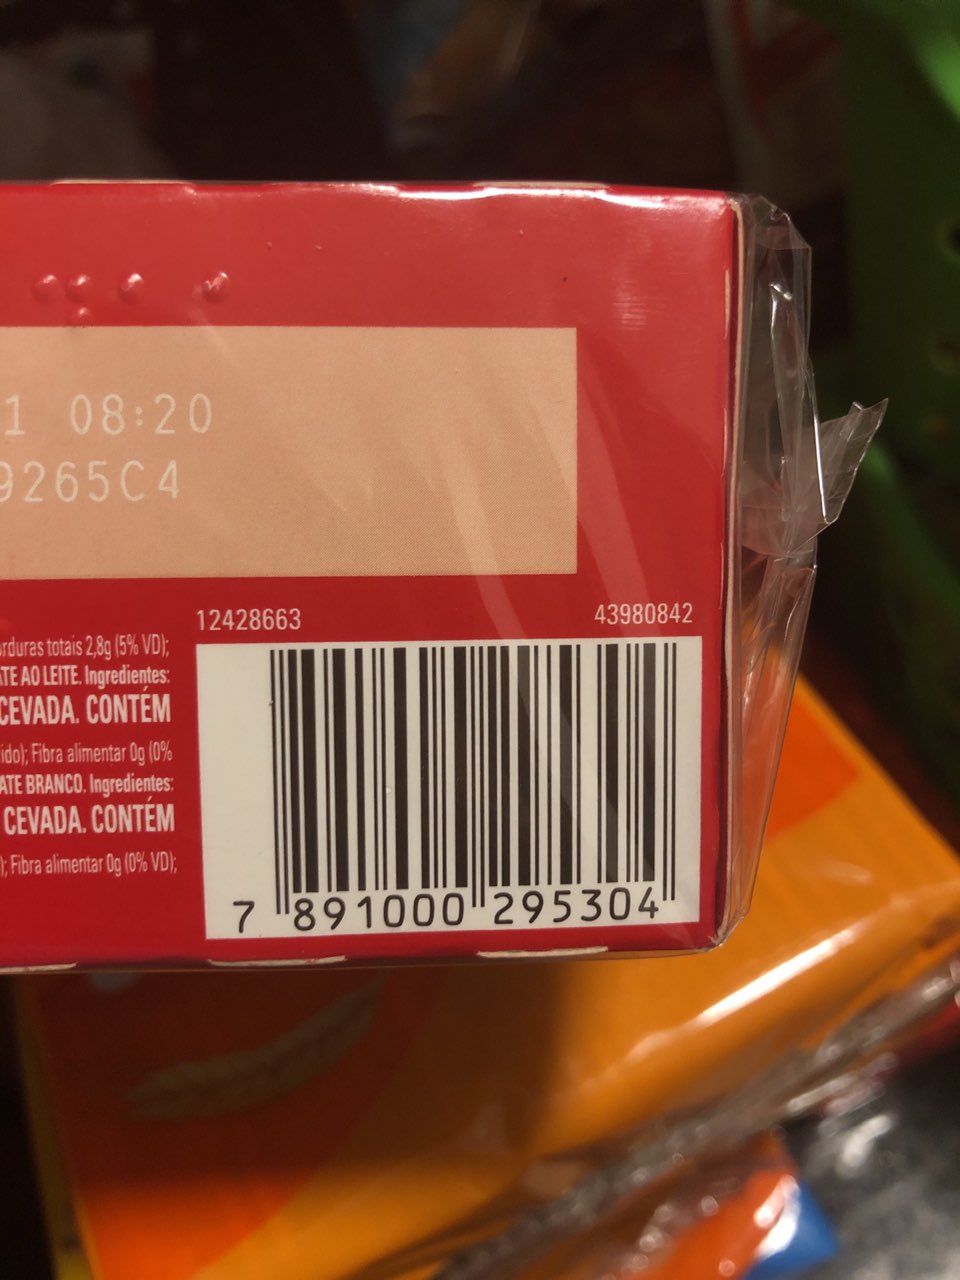 1 08:20
9265C4
12428663
43980842
orduras totais 2,8g (5% VD);
ATE AO LEITE. Ingredientes:
CEVADA. CONTÉM
ido); Fibra alimentar 0g (0%
ATE BRANCO. Ingredientes:
CEVADA. CONTÉM
); Fibra alimentar 0g (0% VD);
7 891000 295304